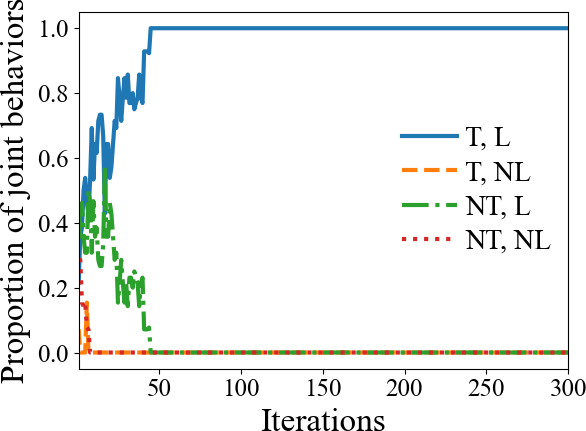 Proportion of joint behaviors
1.0
0.8
0.6
0.4
0.2
0.0
T, L
T, NL
NT, L
NT, NL
50 100 150 200 250 300
Iterations